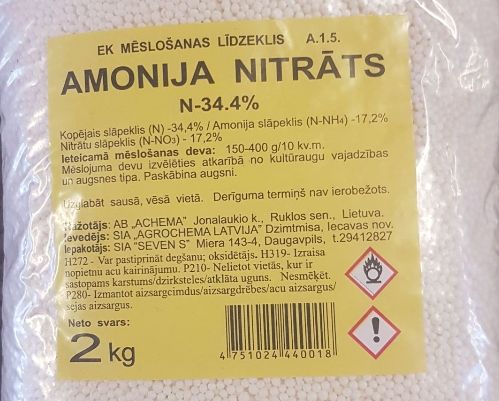 EK MĒSLOŠANAS LĪDZEKLIS A.1.5.
AMONIJA NITRĀTS
N-34.4%
Kopējais slāpeklis (N) -34,4% / Amonija slāpeklis (N-NH4) -17,2%
Nitrātu slāpeklis (N-NO3) - 17,2%
Ieteicamā mēslošanas deva: 150-400 g/10 kv.m.
Mēslojuma devu izvēlēties atkarībā no kultūraugu vajadzības
un augsnes tipa. Paskābina augsni.
Uzglabāt sausā, vēsā vietā. Derīguma termiņš nav ierobežots.
Ražotājs: AB „ACHEMA" Jonalaukio k., Ruklos sen., Lietuva.
Ievedējs: SIA „AGROCHEMA LATVIJA" Dzimtmisa, Iecavas nov.
Iepakotājs: SIA "SEVEN S" Miera 143-4, Daugavpils, t.29412827
H272 - Var pastiprināt degšanu; oksidētājs. H319- Izraisa
nopietnu acu kairinājumu. P210- Nelietot vietās, kur ir
sastopams karstums/dzirksteles/atklāta uguns. Nesmēķēt.
P280- Izmantot aizsargcimdus/aizsargdrēbes/acu aizsargus/
sejas aizsargus.
Neto svars:
2 kg
4751024440018